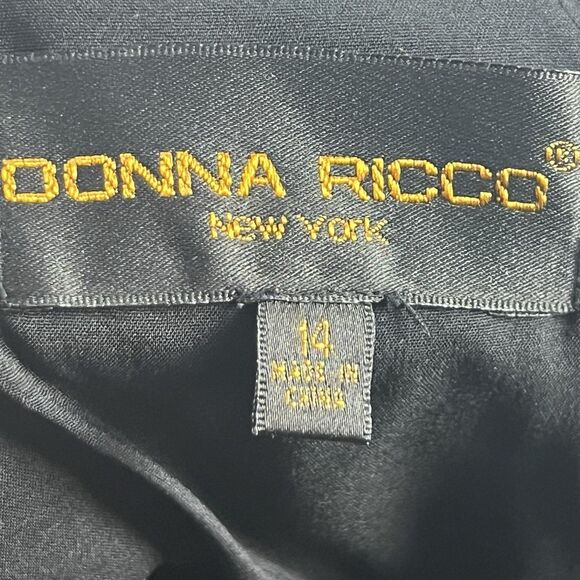 DONNA RICCO®
New York
14
MADE IN
CHINA